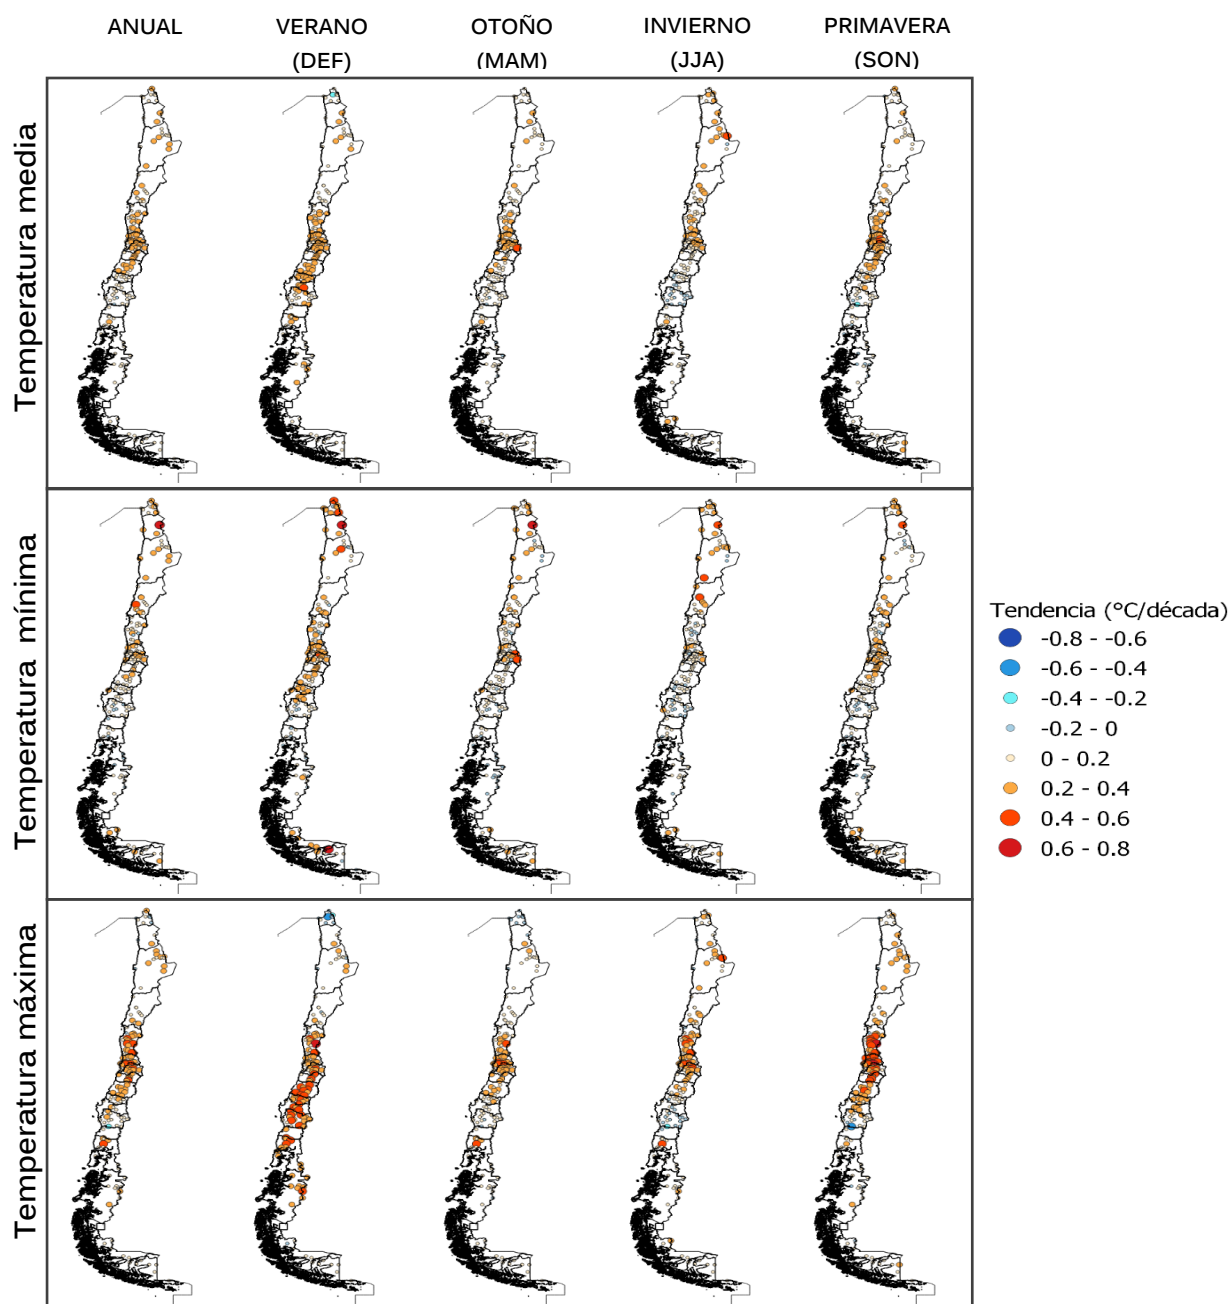 ANUAL
VERANO
(DEF)
OTOÑO
(MAM)
INVIERNO
(JJA)
PRIMAVERA
(SON)
Temperatura media
Temperatura mínima
Temperatura máxima
Tendencia (°C/década)
-0.8 - -0.6
-0.6 - -0.4
-0.4 - -0.2
-0.2 - 0
0 - 0.2
0.2 - 0.4
0.4 - 0.6
0.6 - 0.8